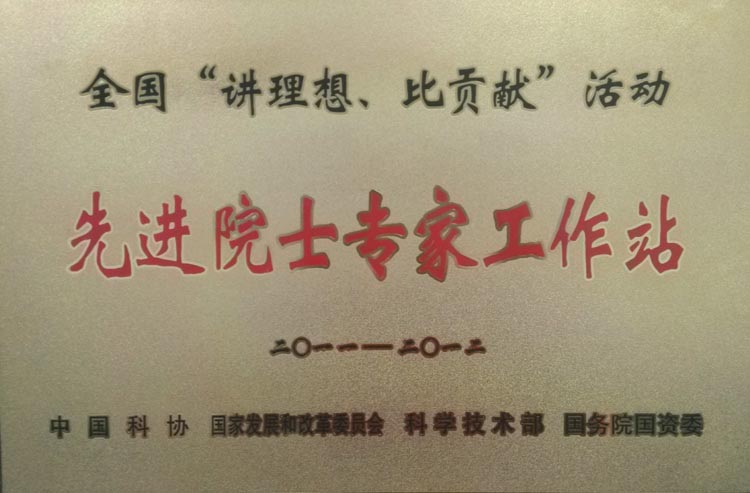 全国“讲理想、比贡献”活动
先进院士专家工作站
二〇一一—二〇一二
中国科协 国家发展和改革委员会 科学技术部 国务院国资委